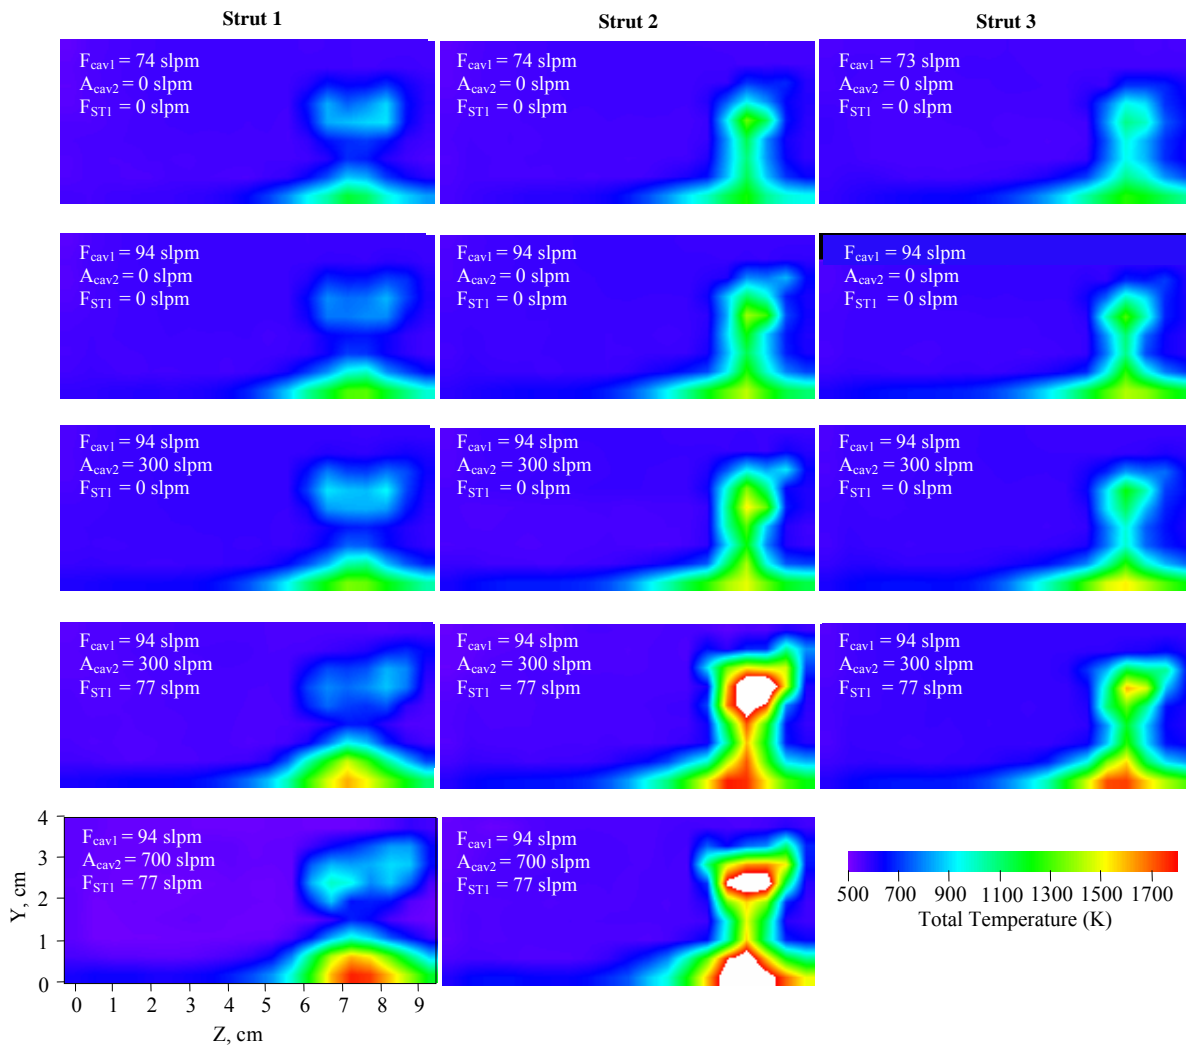 Strut 1
Strut 2
Strut 3
Fcav1 = 74 slpm
Acav2 = 0 slpm
FST1 = 0 slpm
Fcav1 = 74 slpm
Acav2 = 0 slpm
FST1 = 0 slpm
Fcav1 = 73 slpm
Acav2 = 0 slpm
FST1 = 0 slpm
Fcav1 = 94 slpm
Acav2 = 0 slpm
FST1 = 0 slpm
Fcav1 = 94 slpm
Acav2 = 0 slpm
FST1 = 0 slpm
Fcav1 = 94 slpm
Acav2 = 0 slpm
FST1 = 0 slpm
Fcav1 = 94 slpm
Acav2 = 300 slpm
FST1 = 0 slpm
Fcav1 = 94 slpm
Acav2 = 300 slpm
FST1 = 0 slpm
Fcav1 = 94 slpm
Acav2 = 300 slpm
FST1 = 0 slpm
Fcav1 = 94 slpm
Acav2 = 300 slpm
FST1 = 77 slpm
Fcav1 = 94 slpm
Acav2 = 300 slpm
FST1 = 77 slpm
Fcav1 = 94 slpm
Acav2 = 300 slpm
FST1 = 77 slpm
Fcav1 = 94 slpm
Acav2 = 700 slpm
FST1 = 77 slpm
Fcav1 = 94 slpm
Acav2 = 700 slpm
FST1 = 77 slpm
4
3
2
1
0
Y, cm
0 1 2 3 4 5 6 7 8 9
Z, cm
500 700 900 1100 1300 1500 1700
Total Temperature (K)